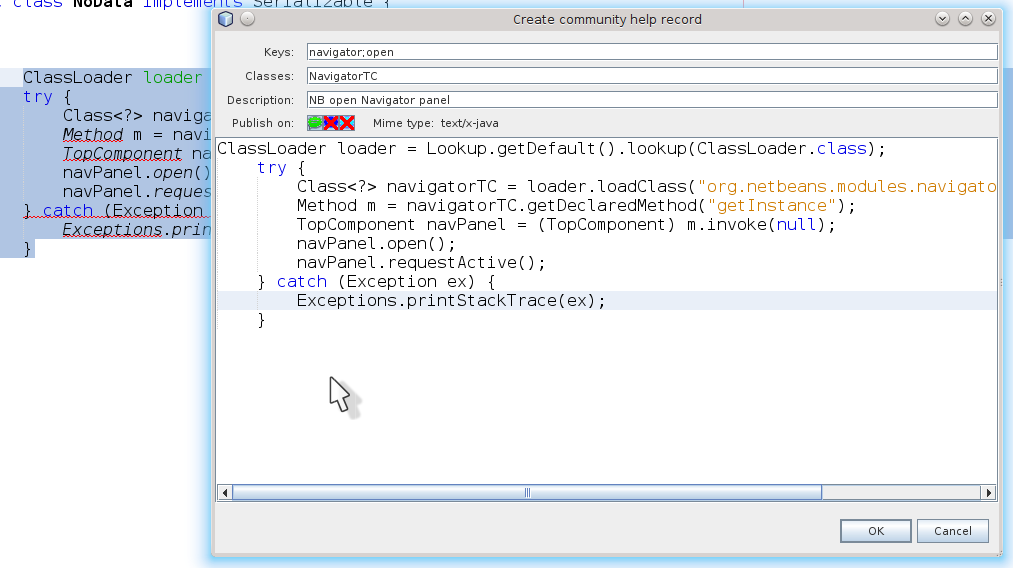 class NoData implements Serializable {
ClassLoader loader
try {
Class<?> naviga
Method m = navi
TopComponent na
navPanel.open()
navPanel.reques
} catch (Exception
Exceptions.prin
}
Create community help record
Keys: navigator;open
Classes: NavigatorTC
Description: NB open Navigator panel
Publish on: Mime type: text/x-java
ClassLoader loader = Lookup.getDefault().lookup(ClassLoader.class);
try {
Class<?> navigatorTC = loader.loadClass("org.netbeans.modules.navigato
Method m = navigatorTC.getDeclaredMethod("getInstance");
TopComponent navPanel = (TopComponent) m.invoke(null);
navPanel.open();
navPanel.requestActive();
} catch (Exception ex) {
Exceptions.printStackTrace(ex);
}
OK Cancel